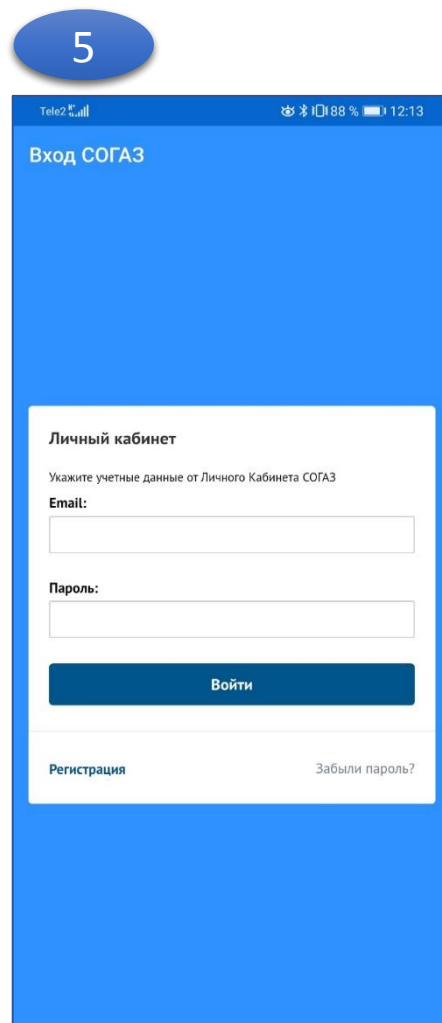 5
Tele2 88 % 12:13
Вход СОГАЗ
Личный кабинет
Укажите учетные данные от Личного Кабинета СОГАЗ
Email:
Пароль:
Войти
Регистрация Забыли пароль?